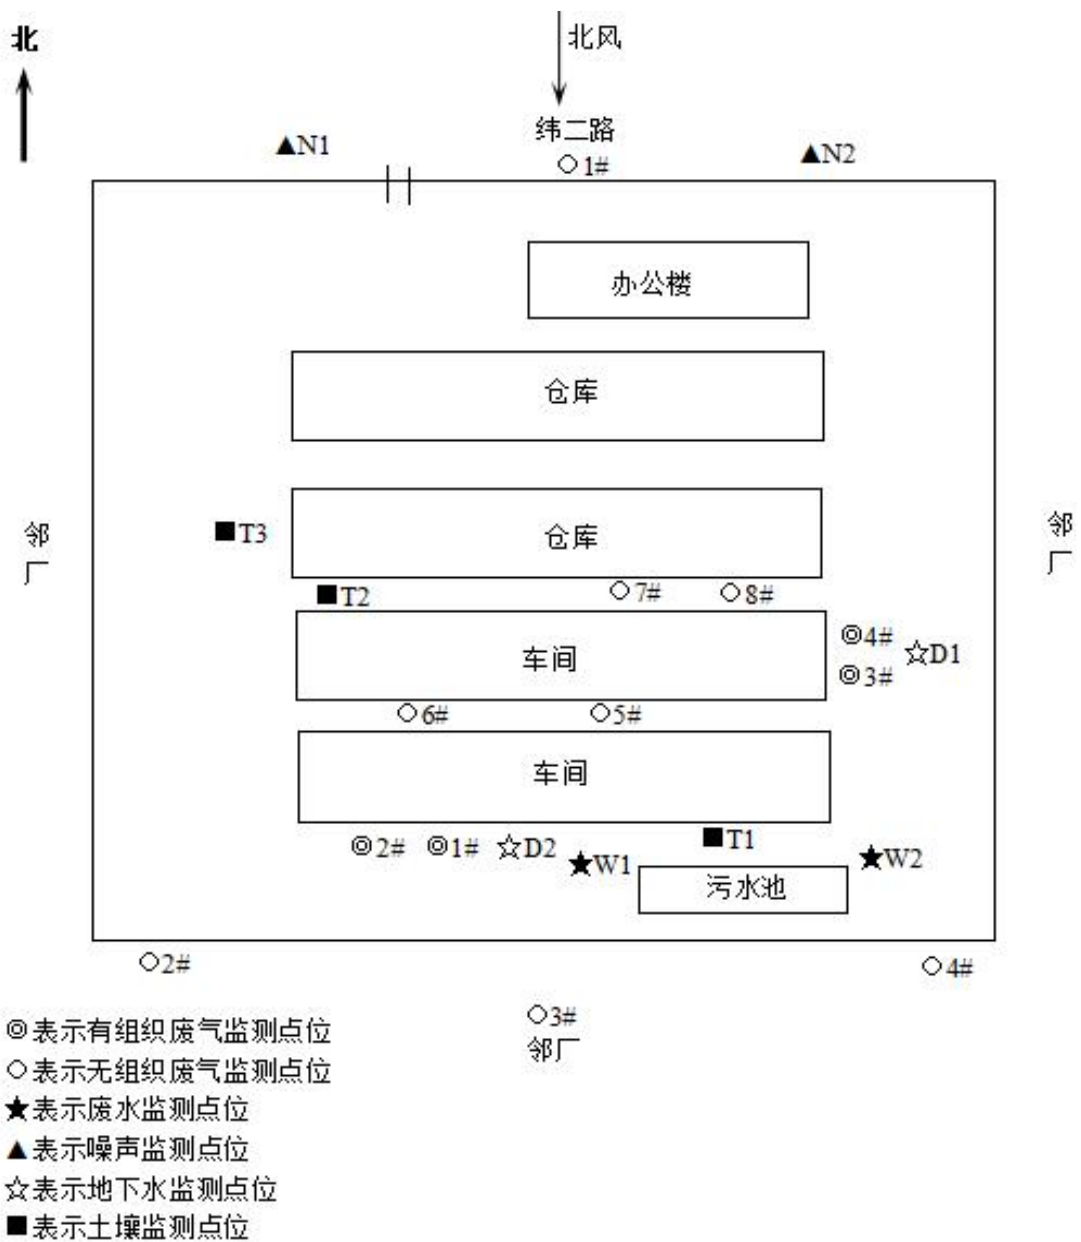 北
北风
纬二路
▲N1
▲N2
○1#
办公楼
仓库
仓库
邻厂
邻厂
■T3
■T2
○7#
○8#
车间
◎4#
◎3#
☆D1
○6#
○5#
车间
◎2#
◎1#
☆D2
★W1
■T1
★W2
污水池
○2#
○4#
○3#
邻厂
◎表示有组织废气监测点位
○表示无组织废气监测点位
★表示废水监测点位
▲表示噪声监测点位
☆表示地下水监测点位
■表示土壤监测点位